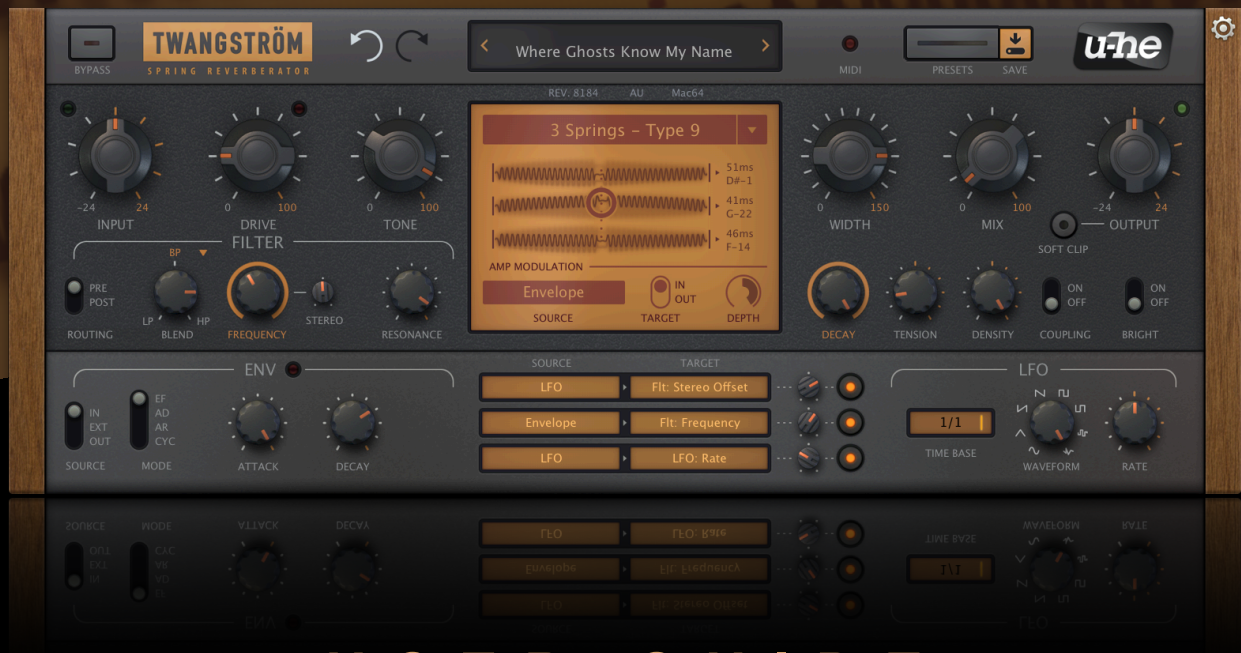 TWANGSTRÖM
SPRING REVERBERATOR
BYPASS
Where Ghosts Know My Name
MIDI
PRESETS
SAVE
u-he
REV. 8184 AU Mac64
-24 24
INPUT
0 100
DRIVE
0 100
TONE
3 Springs – Type 9
51ms
D#-1
41ms
G-22
46ms
F-14
AMP MODULATION
Envelope
SOURCE
IN
OUT
TARGET
DEPTH
0 150
WIDTH
0 100
MIX
-24 24
OUTPUT
SOFT CLIP
FILTER
PRE
POST
ROUTING
BP
LP HP
BLEND
FREQUENCY
STEREO
RESONANCE
DECAY
TENSION
DENSITY
ON
OFF
COUPLING
ON
OFF
BRIGHT
ENV
IN
EXT
OUT
SOURCE
EF
AD
AR
CYC
MODE
ATTACK
DECAY
SOURCE TARGET
LFO Flt: Stereo Offset
Envelope Flt: Frequency
LFO LFO: Rate
LFO
1/1
TIME BASE
WAVEFORM
RATE